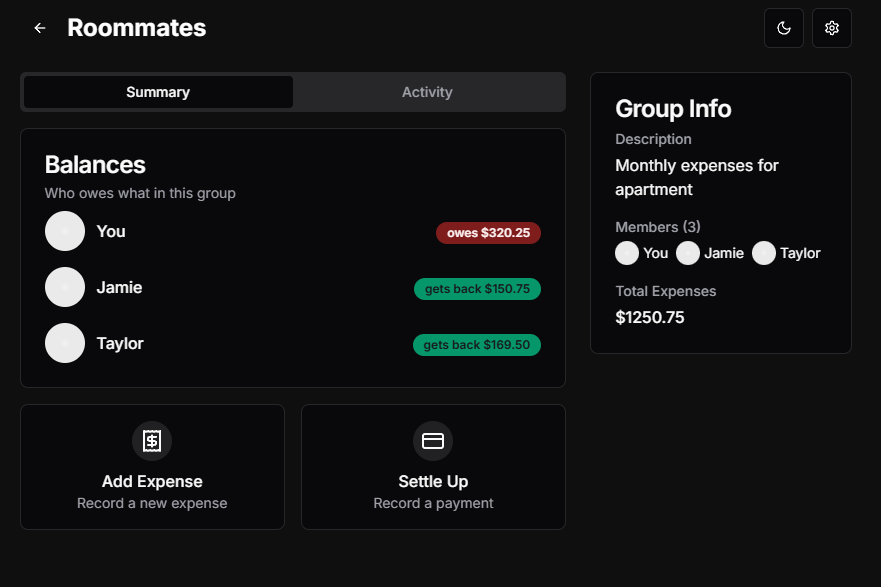 Roommates
Summary
Activity
Balances
Who owes what in this group
You
owes $320.25
Jamie
gets back $150.75
Taylor
gets back $169.50
Add Expense
Record a new expense
Settle Up
Record a payment
Group Info
Description
Monthly expenses for
apartment
Members (3)
You Jamie Taylor
Total Expenses
$1250.75